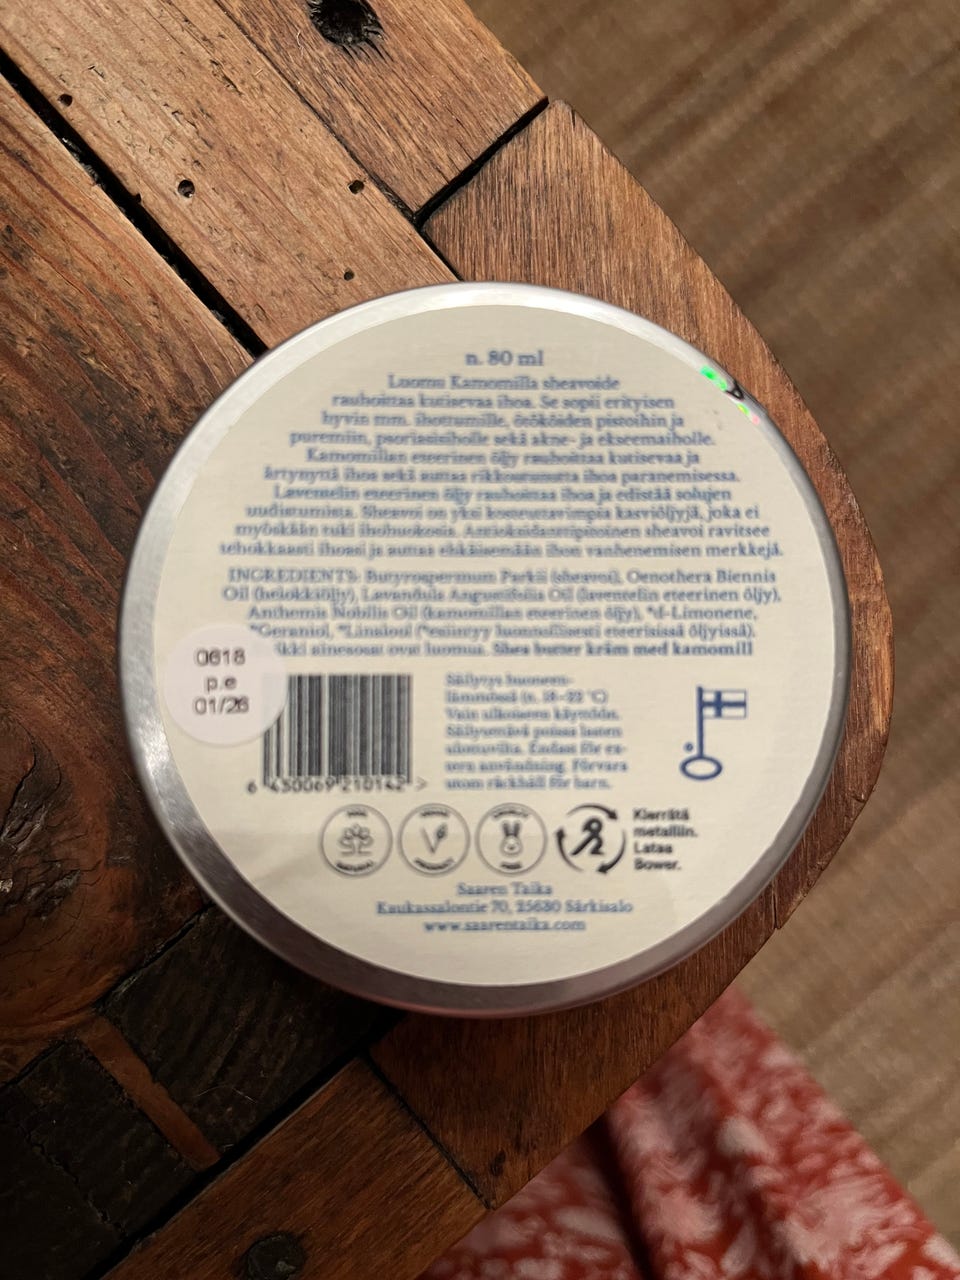 n. 80 ml
Luomu Kamomilla sheavoide
rauhoittaa kutisevaa ihoa. Se sopii erityisen
hyvin mm. ihottumille, ötököiden pistoihin ja
puremiin, psoriasisiholle sekä akne- ja ekseemaiholle.
Kamomillan eteerinen öljy rauhoittaa kutisevaa ja
ärtynyttä ihoa sekä auttaa rikkoutunutta ihoa paranemisessa.
Laventelin eteerinen öljy rauhoittaa ihoa ja edistää solujen
uudistumista. Sheavoi on yksi kosteuttavimpia kasviöljyjä, joka ei
myöskään tuki ihohuokosia. Antioksidanttipitoinen sheavoi ravitsee
tehokkaasti ihoasi ja auttaa ehkäisemään ihon vanhenemisen merkkejä.
INGREDIENTS: Butyrospermum Parkii (sheavoi), Oenothera Biennis
Oil (helokkiöljy), Lavandula Angustifolia Oil (laventelin eteerinen öljy),
Anthemis Nobilis Oil (kamomillan eteerinen öljy), *d-Limonene,
*Geraniol, *Linalool (*esiintyy luonnollisesti eteerisissä öljyissä).
ikki ainesosat ovat luomua. Shea butter kräm med kamomill
0618
p.e
01/26
6 430069 210142 >
Säilytys huoneen-
lämmössä (n. 18-22 °C)
Vain ulkoiseen käyttöön.
Säilytettävä poissa lasten
ulottuvilta. Endast för ex-
tern användning. Förvara
utom räckhåll för barn.
NATURAL
FREE
Kierrätä
metalliin.
Lataa
Bower.
Saaren Taika
Kaukassalontie 70, 25630 Särkisalo
www.saarentaika.com